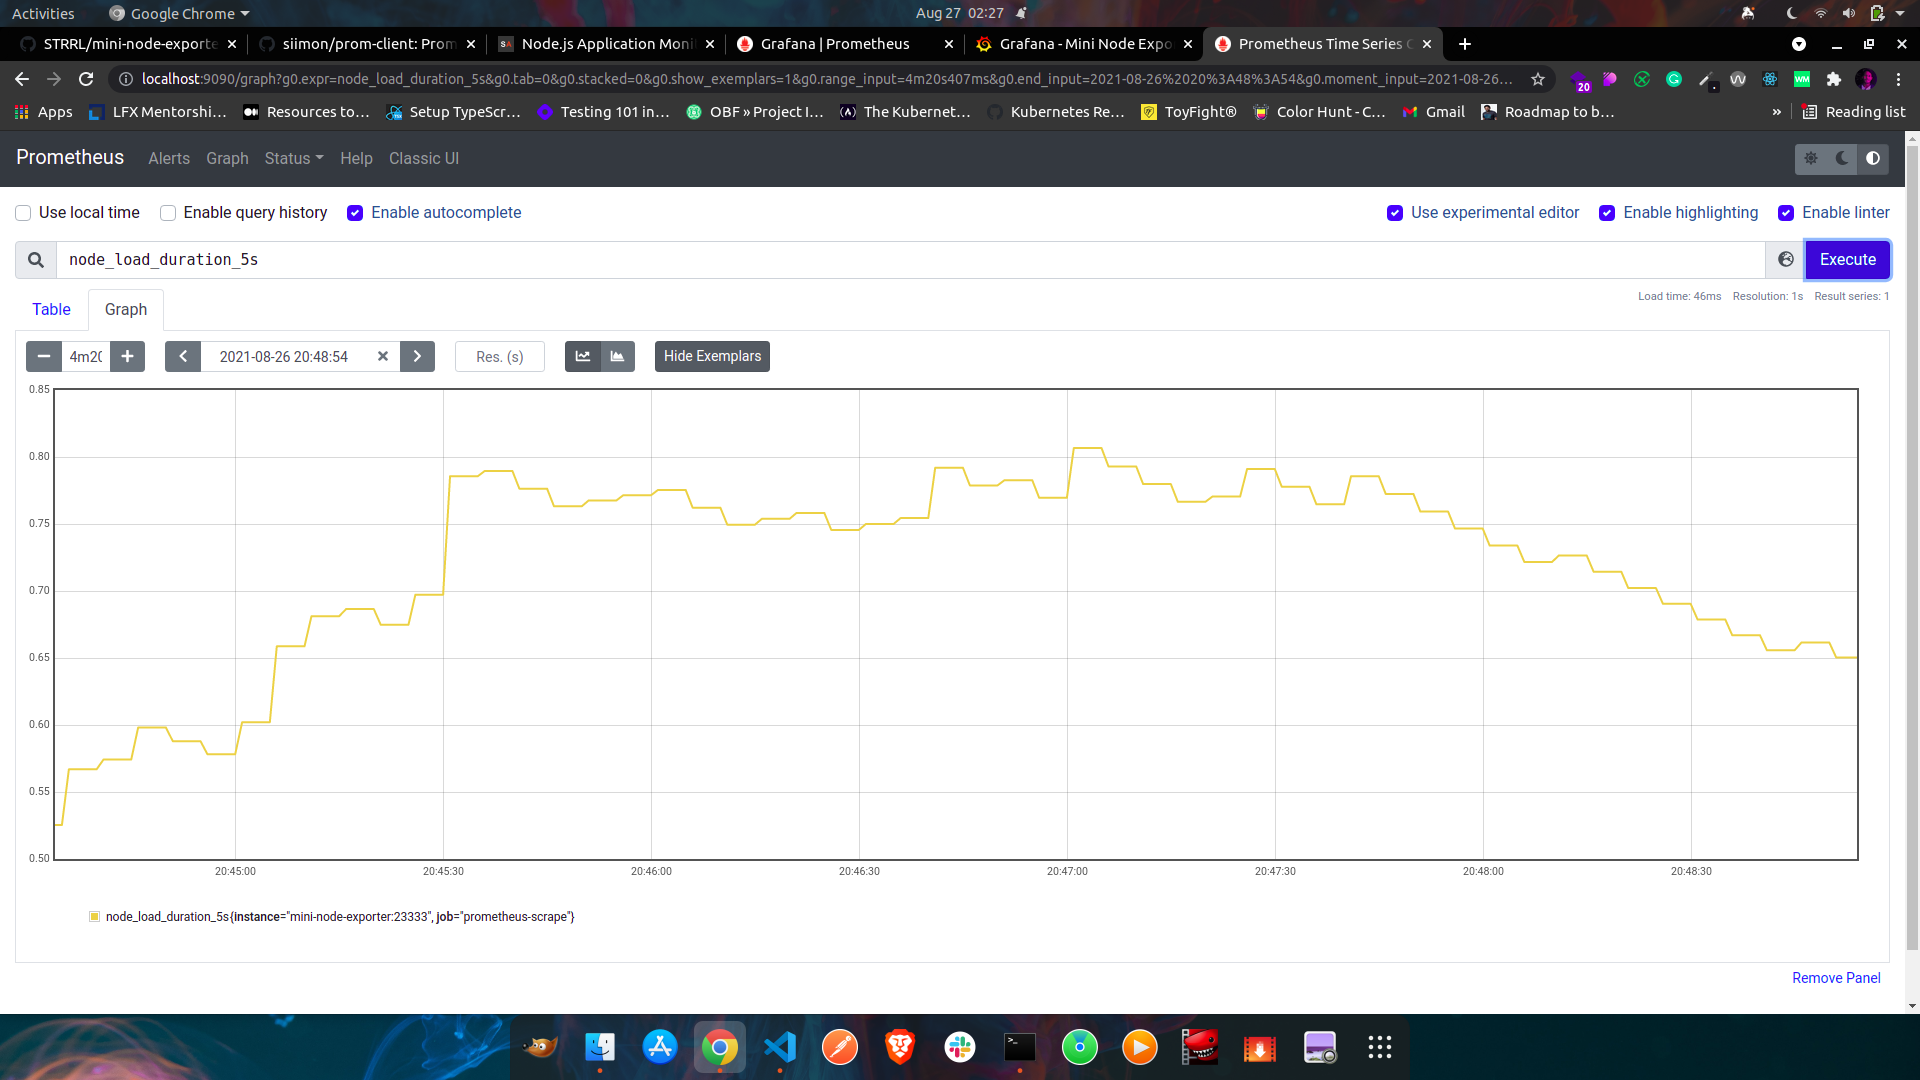 Activities Google Chrome Aug 27 02:27
STRRL/mini-node-exporte siimon/prom-client: Prom Node.js Application Moni Grafana | Prometheus Grafana - Mini Node Expo Prometheus Time Series C
localhost:9090/graph?g0.expr=node_load_duration_5s&g0.tab=0&g0.stacked=0&g0.show_exemplars=1&g0.range_input=4m20s407ms&g0.end_input=2021-08-26%2020%3A48%3A54&g0.moment_input=2021-08-26... 20
Apps LFX Mentorshi... Resources to... Setup TypeScr... Testing 101 in... OBF » Project I... The Kubernet... Kubernetes Re... ToyFight® Color Hunt - C... Gmail Roadmap to b... » Reading list
Prometheus Alerts Graph Status Help Classic UI
Use local time Enable query history Enable autocomplete Use experimental editor Enable highlighting Enable linter
node_load_duration_5s Execute
Load time: 46ms Resolution: 1s Result series: 1
Table Graph
4m20 2021-08-26 20:48:54 Res. (s) Hide Exemplars
0.85
0.80
0.75
0.70
0.65
0.60
0.55
0.50
20:45:00 20:45:30 20:46:00 20:46:30 20:47:00 20:47:30 20:48:00 20:48:30
node_load_duration_5s{instance="mini-node-exporter:23333", job="prometheus-scrape"}
Remove Panel